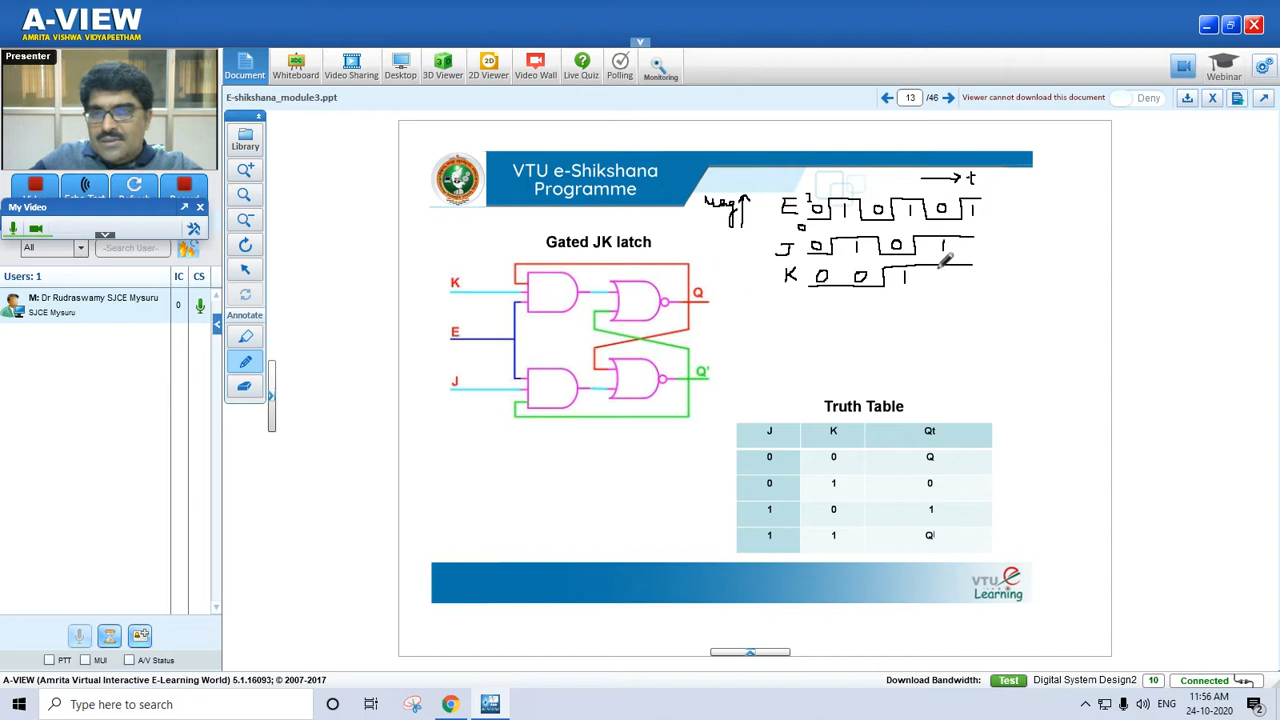 A-VIEW
AMRITA VISHWA VIDYAPEETHAM
Presenter
Document
Whiteboard
Video Sharing
Desktop
3D Viewer
2D Viewer
Video Wall
Live Quiz
Polling
Monitoring
Webinar
E-shikshana_module3.ppt
13 /46
Viewer cannot download this document
Deny
My Video
All
-Search User-
Users: 1
IC CS
M: Dr Rudraswamy SJCE Mysuru 0
SJCE Mysuru
Library
Annotate
VTU e-Shikshana
Programme
t
E 1 0 1 0 1 0 1
0
J 0 1 0 1
K 0 0 1
Gated JK latch
K
E
J
Q
Q'
Truth Table
J K Qt
0 0 Q
0 1 0
1 0 1
1 1 Q'
VTU e
Learning
PTT MUI A/V Status
A-VIEW (Amrita Virtual Interactive E-Learning World) 5.1.16093; © 2007-2017
Download Bandwidth: Test Digital System Design2 10 Connected
Type here to search
ENG
11:56 AM
24-10-2020
2